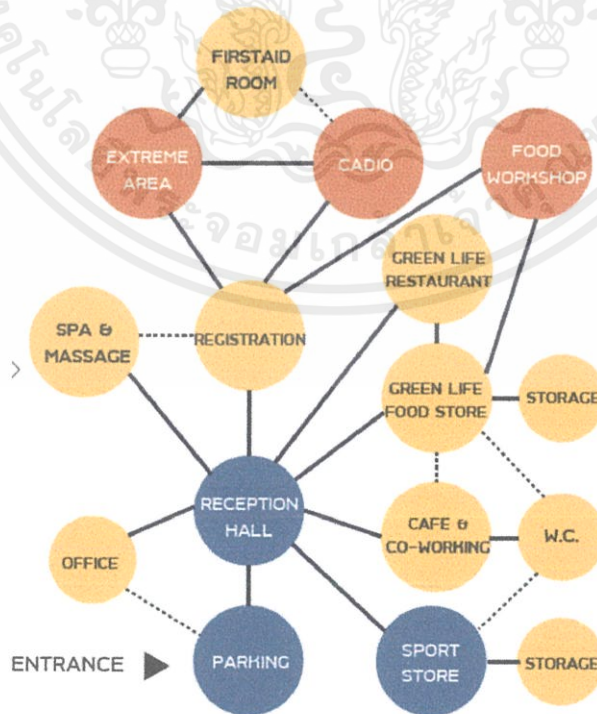 FIRSTAID
ROOM
EXTREME
AREA
CADIO
FOOD
WORKSHOP
GREEN LIFE
RESTAURANT
SPA &
MASSAGE
REGISTRATION
GREEN LIFE
FOOD STORE
STORAGE
RECEPTION
HALL
CAFE &
CO-WORKING
W.C.
OFFICE
ENTRANCE
PARKING
SPORT
STORE
STORAGE